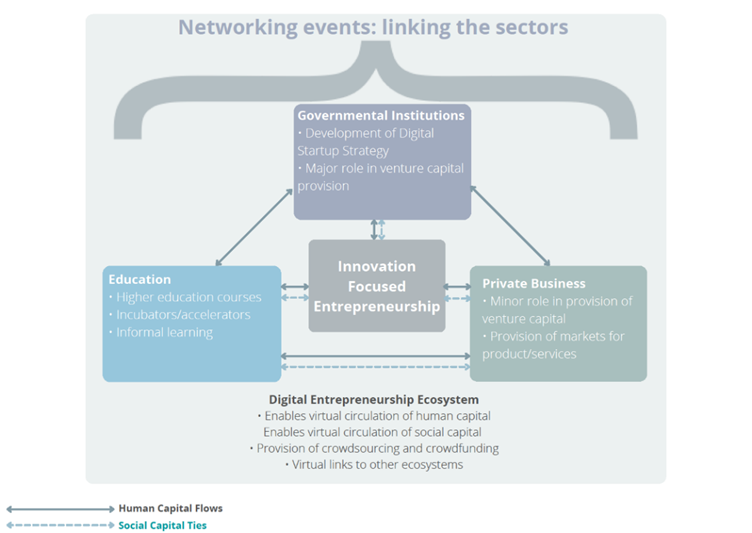 Networking events: linking the sectors
Governmental Institutions
• Development of Digital
Startup Strategy
• Major role in venture capital
provision
Innovation
Focused
Entrepreneurship
Education
• Higher education courses
• Incubators/accelerators
• Informal learning
Private Business
• Minor role in provision of
venture capital
• Provision of markets for
product/services
Digital Entrepreneurship Ecosystem
• Enables virtual circulation of human capital
Enables virtual circulation of social capital
• Provision of crowdsourcing and crowdfunding
• Virtual links to other ecosystems
Human Capital Flows
Social Capital Ties